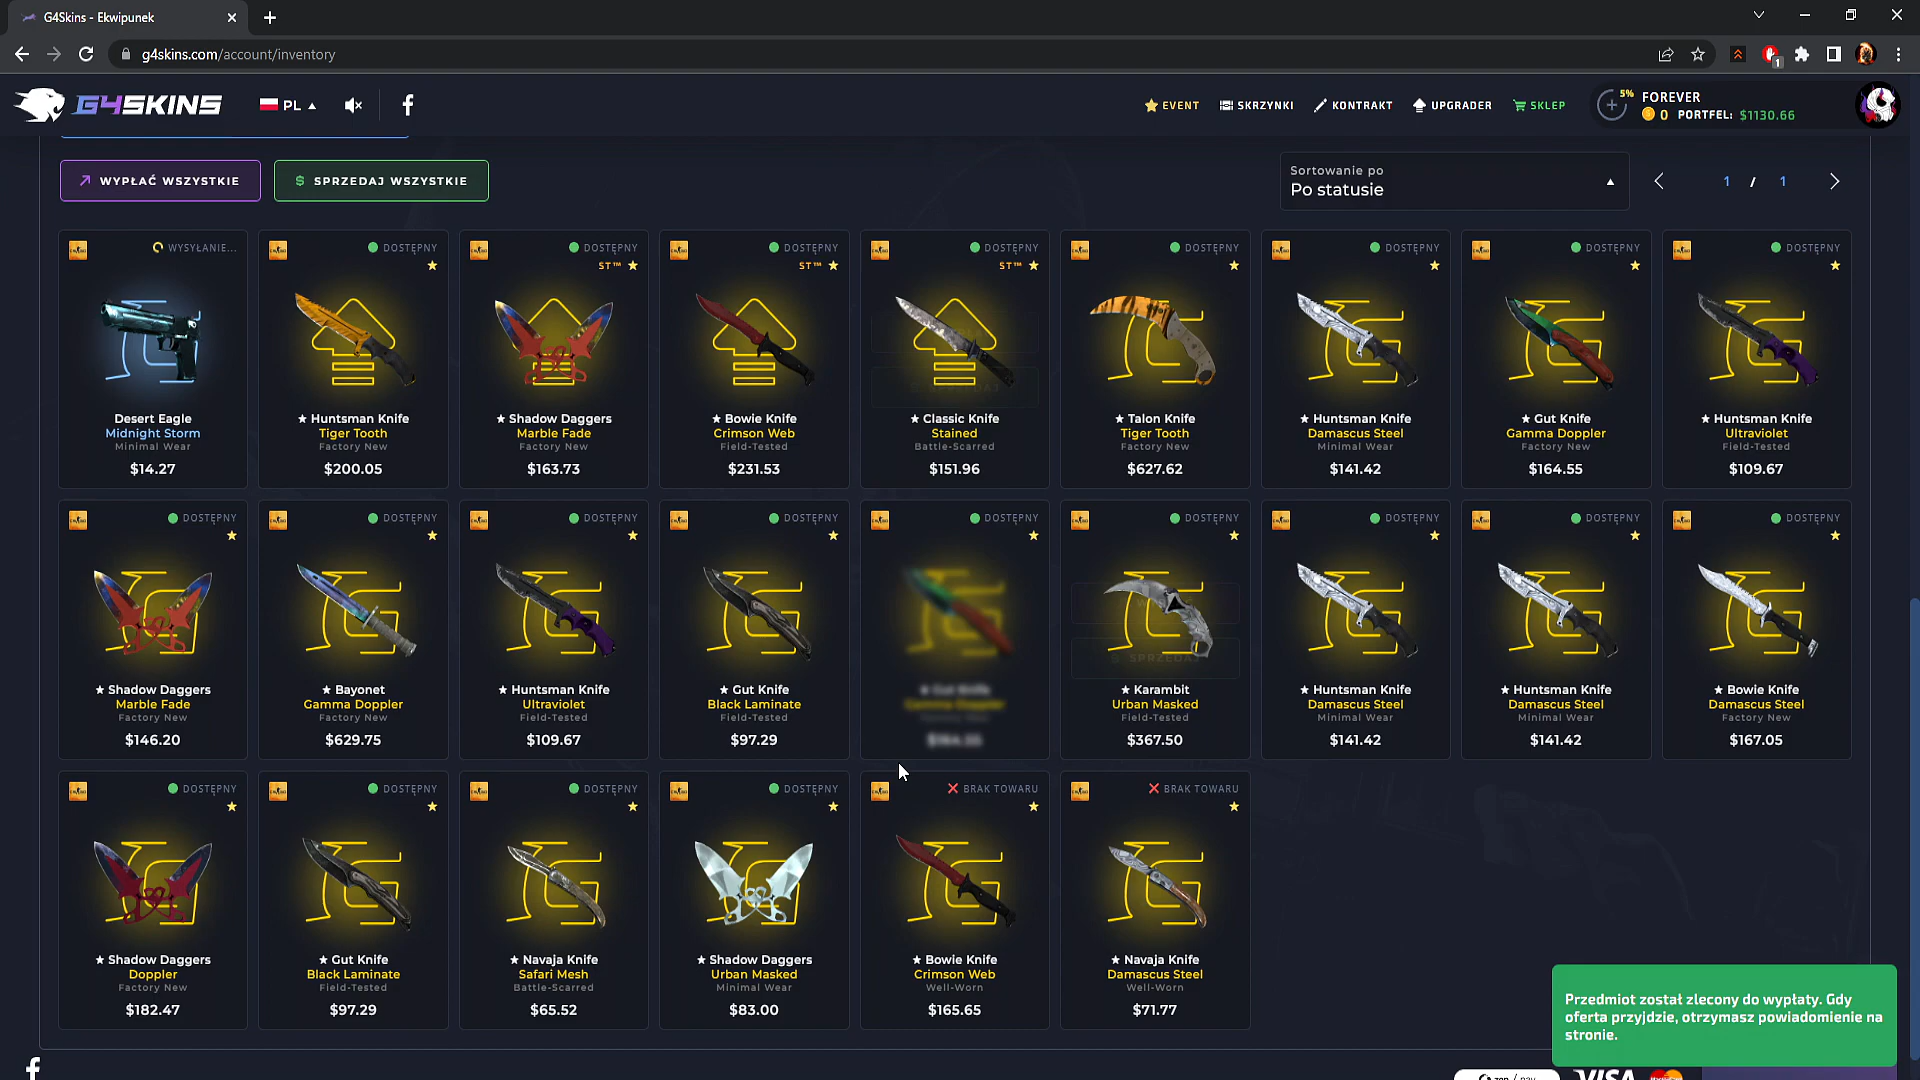 G4Skins - Ekwipunek
g4skins.com/account/inventory
1
G4SKINS
PL
EVENT
SKRZYNKI
KONTRAKT
UPGRADER
SKLEP
5%
FOREVER
0 PORTFEL: $1130.66
WYPŁAĆ WSZYSTKIE
$ SPRZEDAJ WSZYSTKIE
Sortowanie po
Po statusie
1 / 1
WYSYŁANIE...
Desert Eagle
Midnight Storm
Minimal Wear
$14.27
DOSTĘPNY
★ Huntsman Knife
Tiger Tooth
Factory New
$200.05
DOSTĘPNY
ST™ ★
★ Shadow Daggers
Marble Fade
Factory New
$163.73
DOSTĘPNY
ST™ ★
★ Bowie Knife
Crimson Web
Field-Tested
$231.53
DOSTĘPNY
ST™ ★
★ Classic Knife
Stained
Battle-Scarred
$151.96
DOSTĘPNY
★ Talon Knife
Tiger Tooth
Factory New
$627.62
DOSTĘPNY
★ Huntsman Knife
Damascus Steel
Minimal Wear
$141.42
DOSTĘPNY
★ Gut Knife
Gamma Doppler
Factory New
$164.55
DOSTĘPNY
★ Huntsman Knife
Ultraviolet
Field-Tested
$109.67
DOSTĘPNY
★ Shadow Daggers
Marble Fade
Factory New
$146.20
DOSTĘPNY
★ Bayonet
Gamma Doppler
Factory New
$629.75
DOSTĘPNY
★ Huntsman Knife
Ultraviolet
Field-Tested
$109.67
DOSTĘPNY
★ Gut Knife
Black Laminate
Field-Tested
$97.29
DOSTĘPNY
★ Gut Knife
Gamma Doppler
Factory New
$164.55
DOSTĘPNY
SPRZEDAJ
★ Karambit
Urban Masked
Field-Tested
$367.50
DOSTĘPNY
★ Huntsman Knife
Damascus Steel
Minimal Wear
$141.42
DOSTĘPNY
★ Huntsman Knife
Damascus Steel
Minimal Wear
$141.42
DOSTĘPNY
★ Bowie Knife
Damascus Steel
Factory New
$167.05
DOSTĘPNY
★ Shadow Daggers
Doppler
Factory New
$182.47
DOSTĘPNY
★ Gut Knife
Black Laminate
Field-Tested
$97.29
DOSTĘPNY
★ Navaja Knife
Safari Mesh
Battle-Scarred
$65.52
DOSTĘPNY
★ Shadow Daggers
Urban Masked
Minimal Wear
$83.00
BRAK TOWARU
★ Bowie Knife
Crimson Web
Well-Worn
$165.65
BRAK TOWARU
★ Navaja Knife
Damascus Steel
Well-Worn
$71.77
Przedmiot został zlecony do wypłaty. Gdy
oferta przyjdzie, otrzymasz powiadomienie na
stronie.
VISA